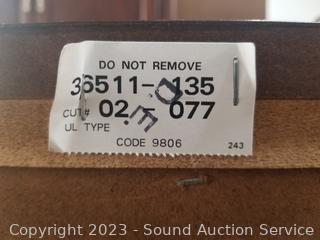 DO NOT REMOVE
36511- 135
CUT# 02 - 077
UL TYPE
D.E.
CODE 9806
243
Copyright © 2023 - Sound Auction Service